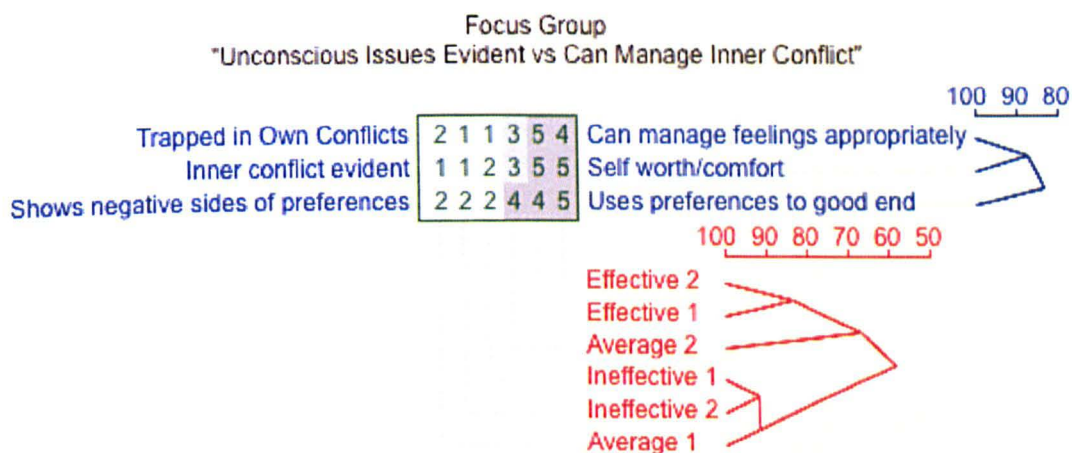 Focus Group
"Unconscious Issues Evident vs Can Manage Inner Conflict"
100 90 80
Trapped in Own Conflicts 2 1 1 3 5 4 Can manage feelings appropriately
Inner conflict evident 1 1 2 3 5 5 Self worth/comfort
Shows negative sides of preferences 2 2 2 4 4 5 Uses preferences to good end
100 90 80 70 60 50
Effective 2
Effective 1
Average 2
Ineffective 1
Ineffective 2
Average 1